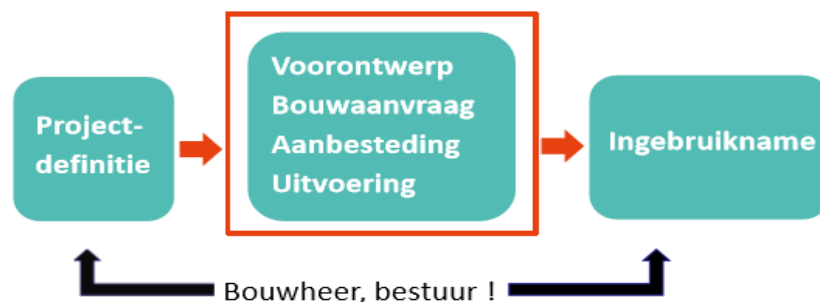 Project-
definitie
Voorontwerp
Bouwaanvraag
Aanbesteding
Uitvoering
Ingebruikname
Bouwheer, bestuur !